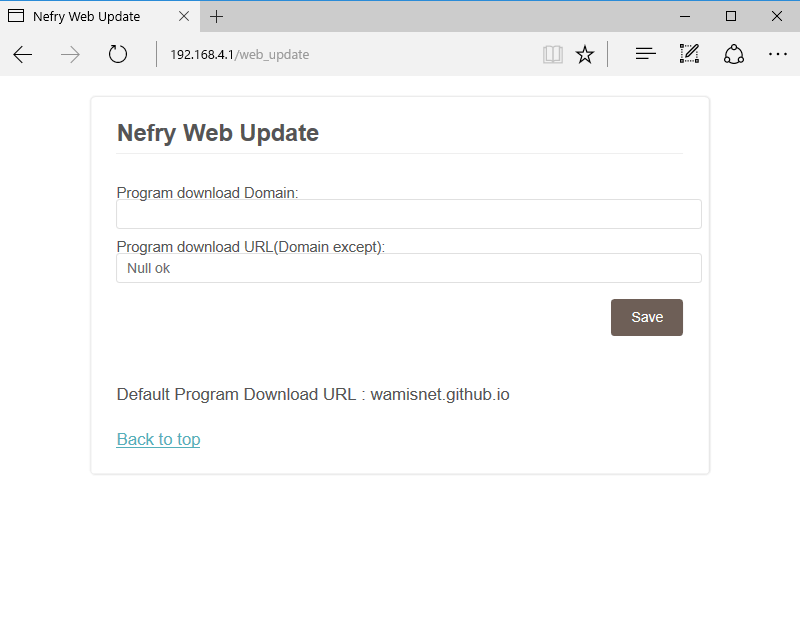 Nefry Web Update
192.168.4.1/web_update
Nefry Web Update
Program download Domain:
Program download URL(Domain except):
Null ok
Save
Default Program Download URL : wamisnet.github.io
Back to top